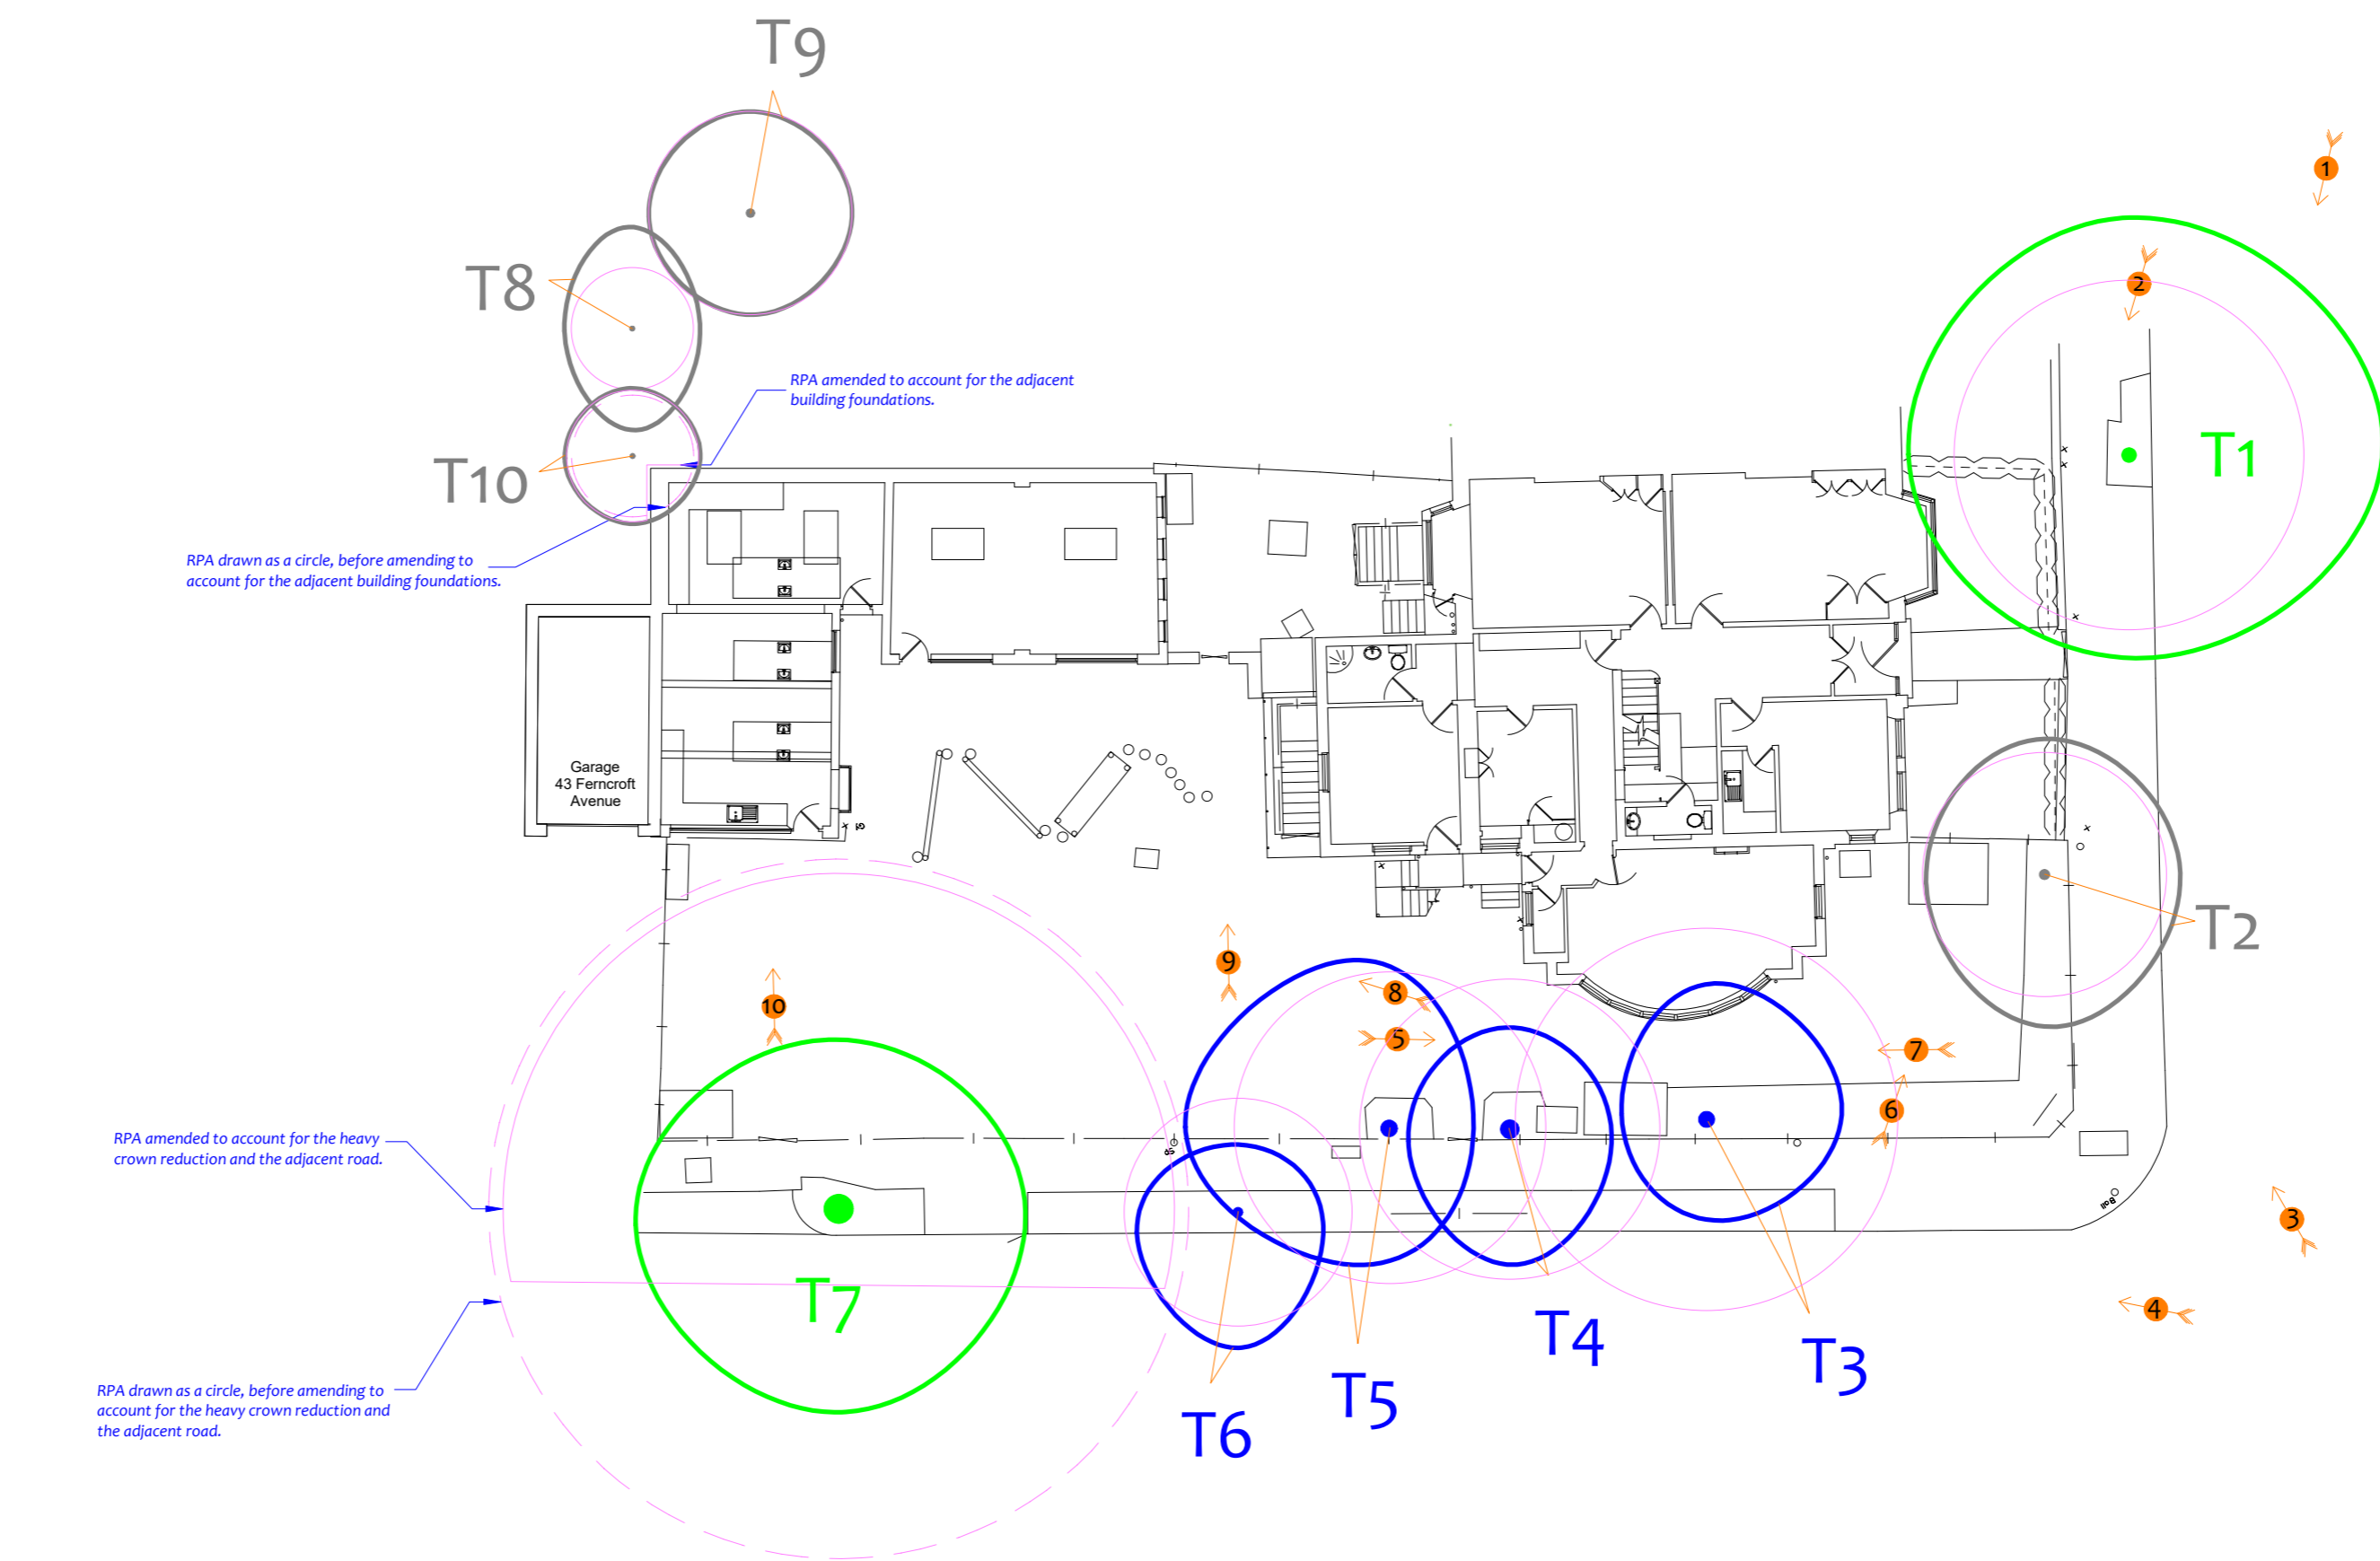 T9
1
T8
2
RPA amended to account for the adjacent
building foundations.
T1
T10
RPA drawn as a circle, before amending to
account for the adjacent building foundations.
Garage
43 Ferncroft
Avenue
G9
T2
9
8
10
5
7
6
RPA amended to account for the heavy
crown reduction and the adjacent road.
Boll
3
T7
4
T4
T3
RPA drawn as a circle, before amending to
account for the heavy crown reduction and
the adjacent road.
T5
T6